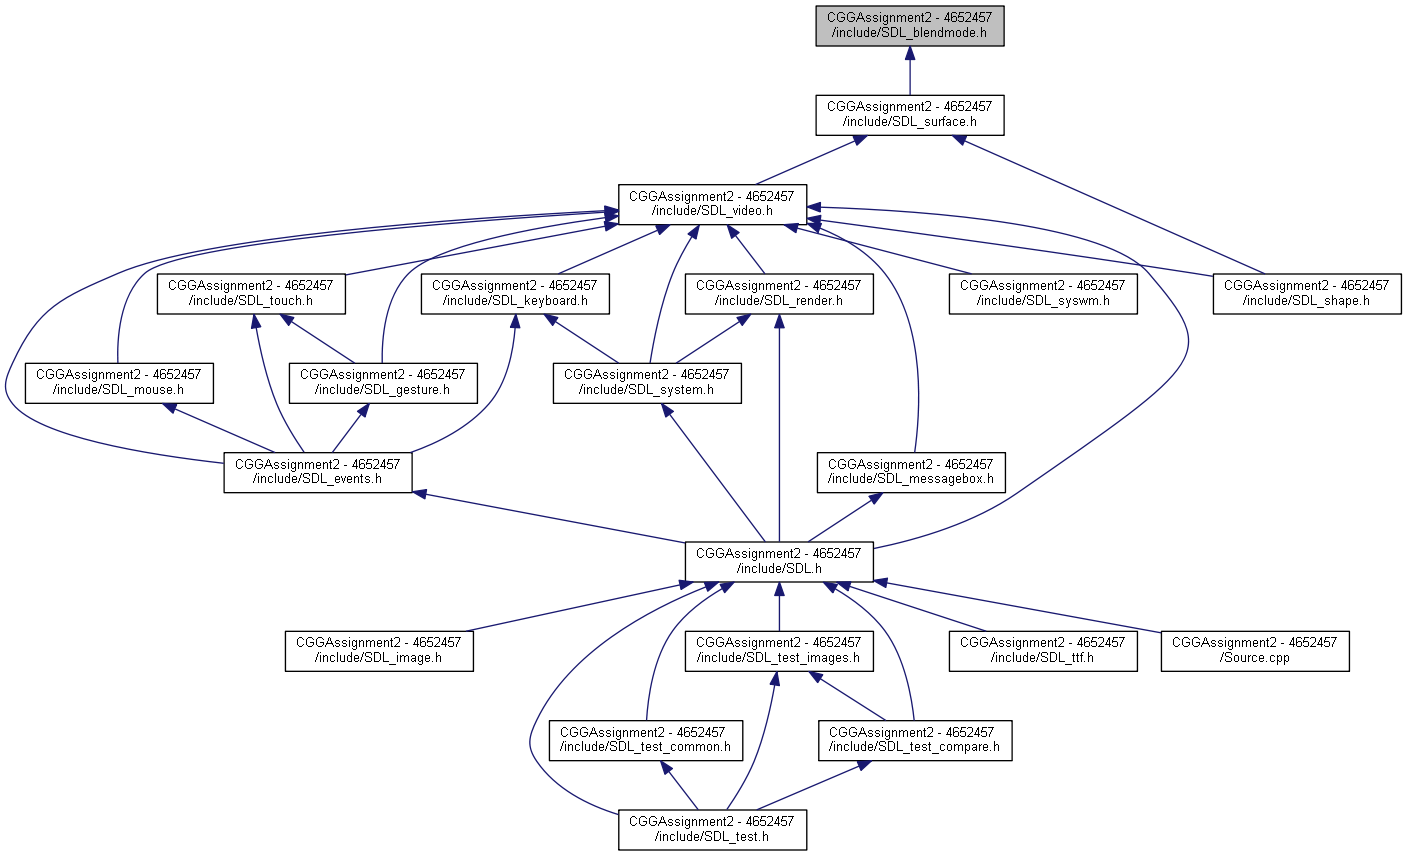 CGGAssignment2 - 4652457
/include/SDL_blendmode.h
CGGAssignment2 - 4652457
/include/SDL_surface.h
CGGAssignment2 - 4652457
/include/SDL_video.h
CGGAssignment2 - 4652457
/include/SDL_touch.h
CGGAssignment2 - 4652457
/include/SDL_keyboard.h
CGGAssignment2 - 4652457
/include/SDL_render.h
CGGAssignment2 - 4652457
/include/SDL_syswm.h
CGGAssignment2 - 4652457
/include/SDL_shape.h
CGGAssignment2 - 4652457
/include/SDL_mouse.h
CGGAssignment2 - 4652457
/include/SDL_gesture.h
CGGAssignment2 - 4652457
/include/SDL_system.h
CGGAssignment2 - 4652457
/include/SDL_events.h
CGGAssignment2 - 4652457
/include/SDL_messagebox.h
CGGAssignment2 - 4652457
/include/SDL.h
CGGAssignment2 - 4652457
/include/SDL_image.h
CGGAssignment2 - 4652457
/include/SDL_test_images.h
CGGAssignment2 - 4652457
/include/SDL_ttf.h
CGGAssignment2 - 4652457
/Source.cpp
CGGAssignment2 - 4652457
/include/SDL_test_common.h
CGGAssignment2 - 4652457
/include/SDL_test_compare.h
CGGAssignment2 - 4652457
/include/SDL_test.h